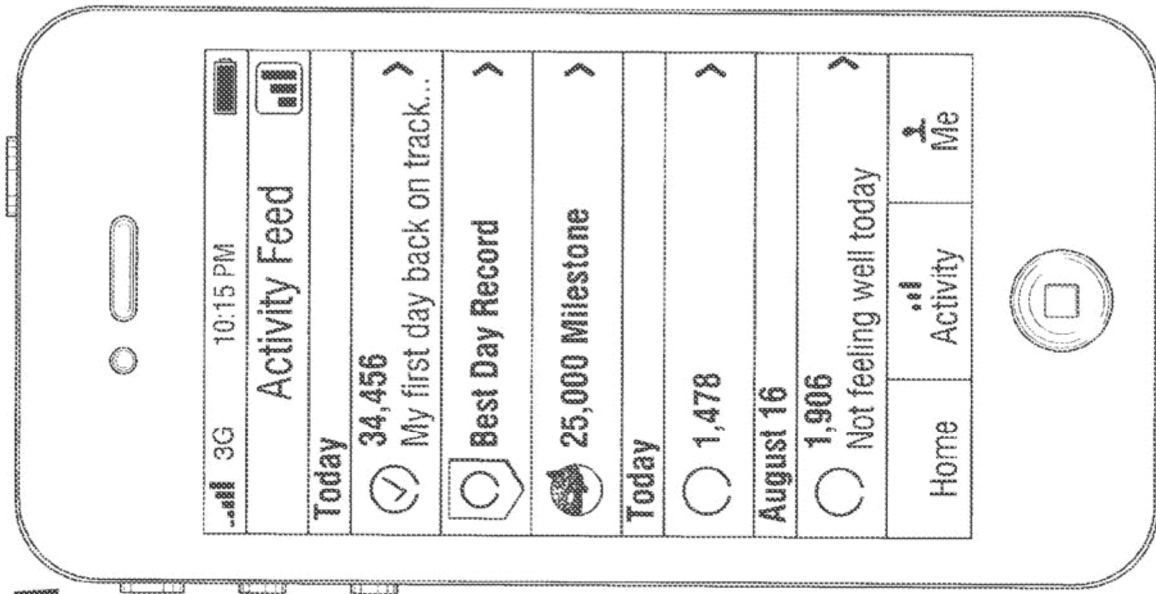 3G 10:15 PM
Activity Feed
Today
34,456
My first day back on track...
Best Day Record
25,000 Milestone
Today
1,478
August 16
1,906
Not feeling well today
Home Activity Me